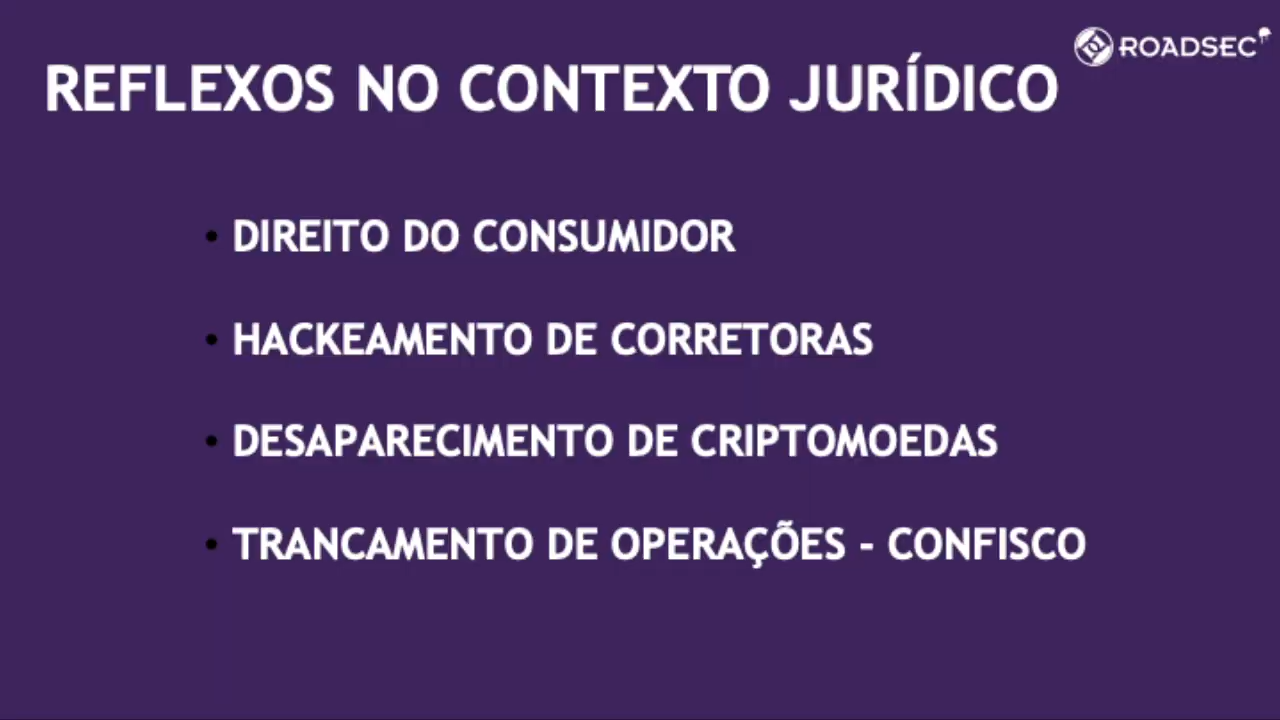 ROADSEC
REFLEXOS NO CONTEXTO JURÍDICO
• DIREITO DO CONSUMIDOR
• HACKEAMENTO DE CORRETORAS
• DESAPARECIMENTO DE CRIPTOMOEDAS
• TRANCAMENTO DE OPERAÇÕES - CONFISCO